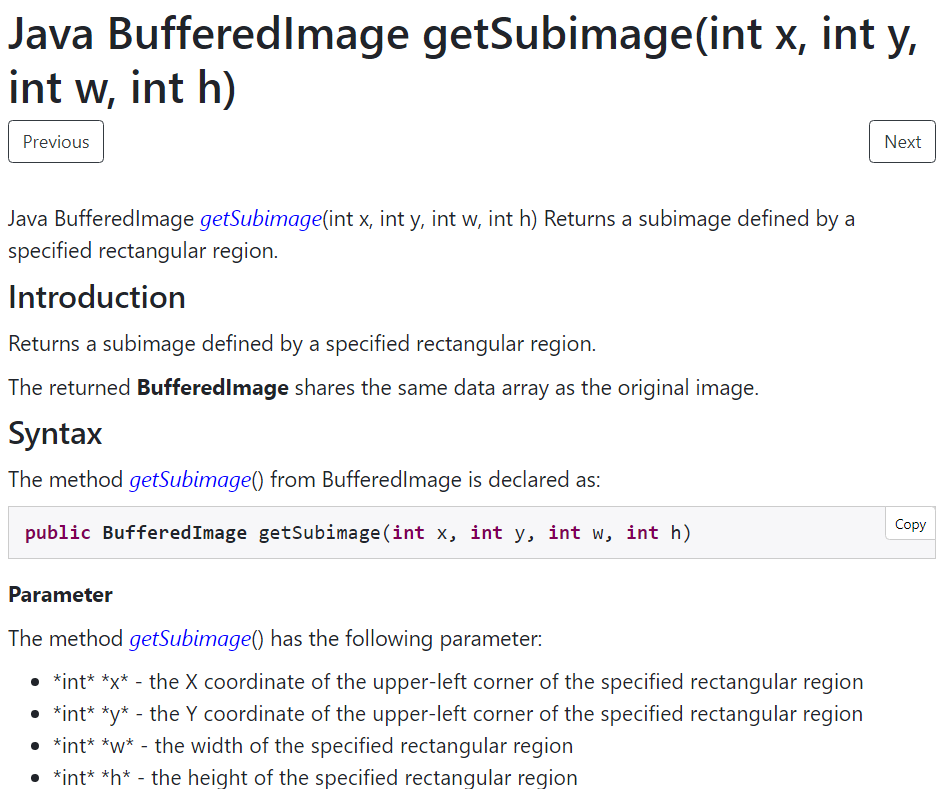 Java BufferedImage getSubimage(int x, int y,
int w, int h)
Previous
Next
Java BufferedImage getSubimage(int x, int y, int w, int h) Returns a subimage defined by a
specified rectangular region.
Introduction
Returns a subimage defined by a specified rectangular region.
The returned BufferedImage shares the same data array as the original image.
Syntax
The method getSubimage() from BufferedImage is declared as:
public BufferedImage getSubimage(int x, int y, int w, int h)
Copy
Parameter
The method getSubimage() has the following parameter:
• *int* *x* - the X coordinate of the upper-left corner of the specified rectangular region
• *int* *y* - the Y coordinate of the upper-left corner of the specified rectangular region
• *int* *w* - the width of the specified rectangular region
• *int* *h* - the height of the specified rectangular region